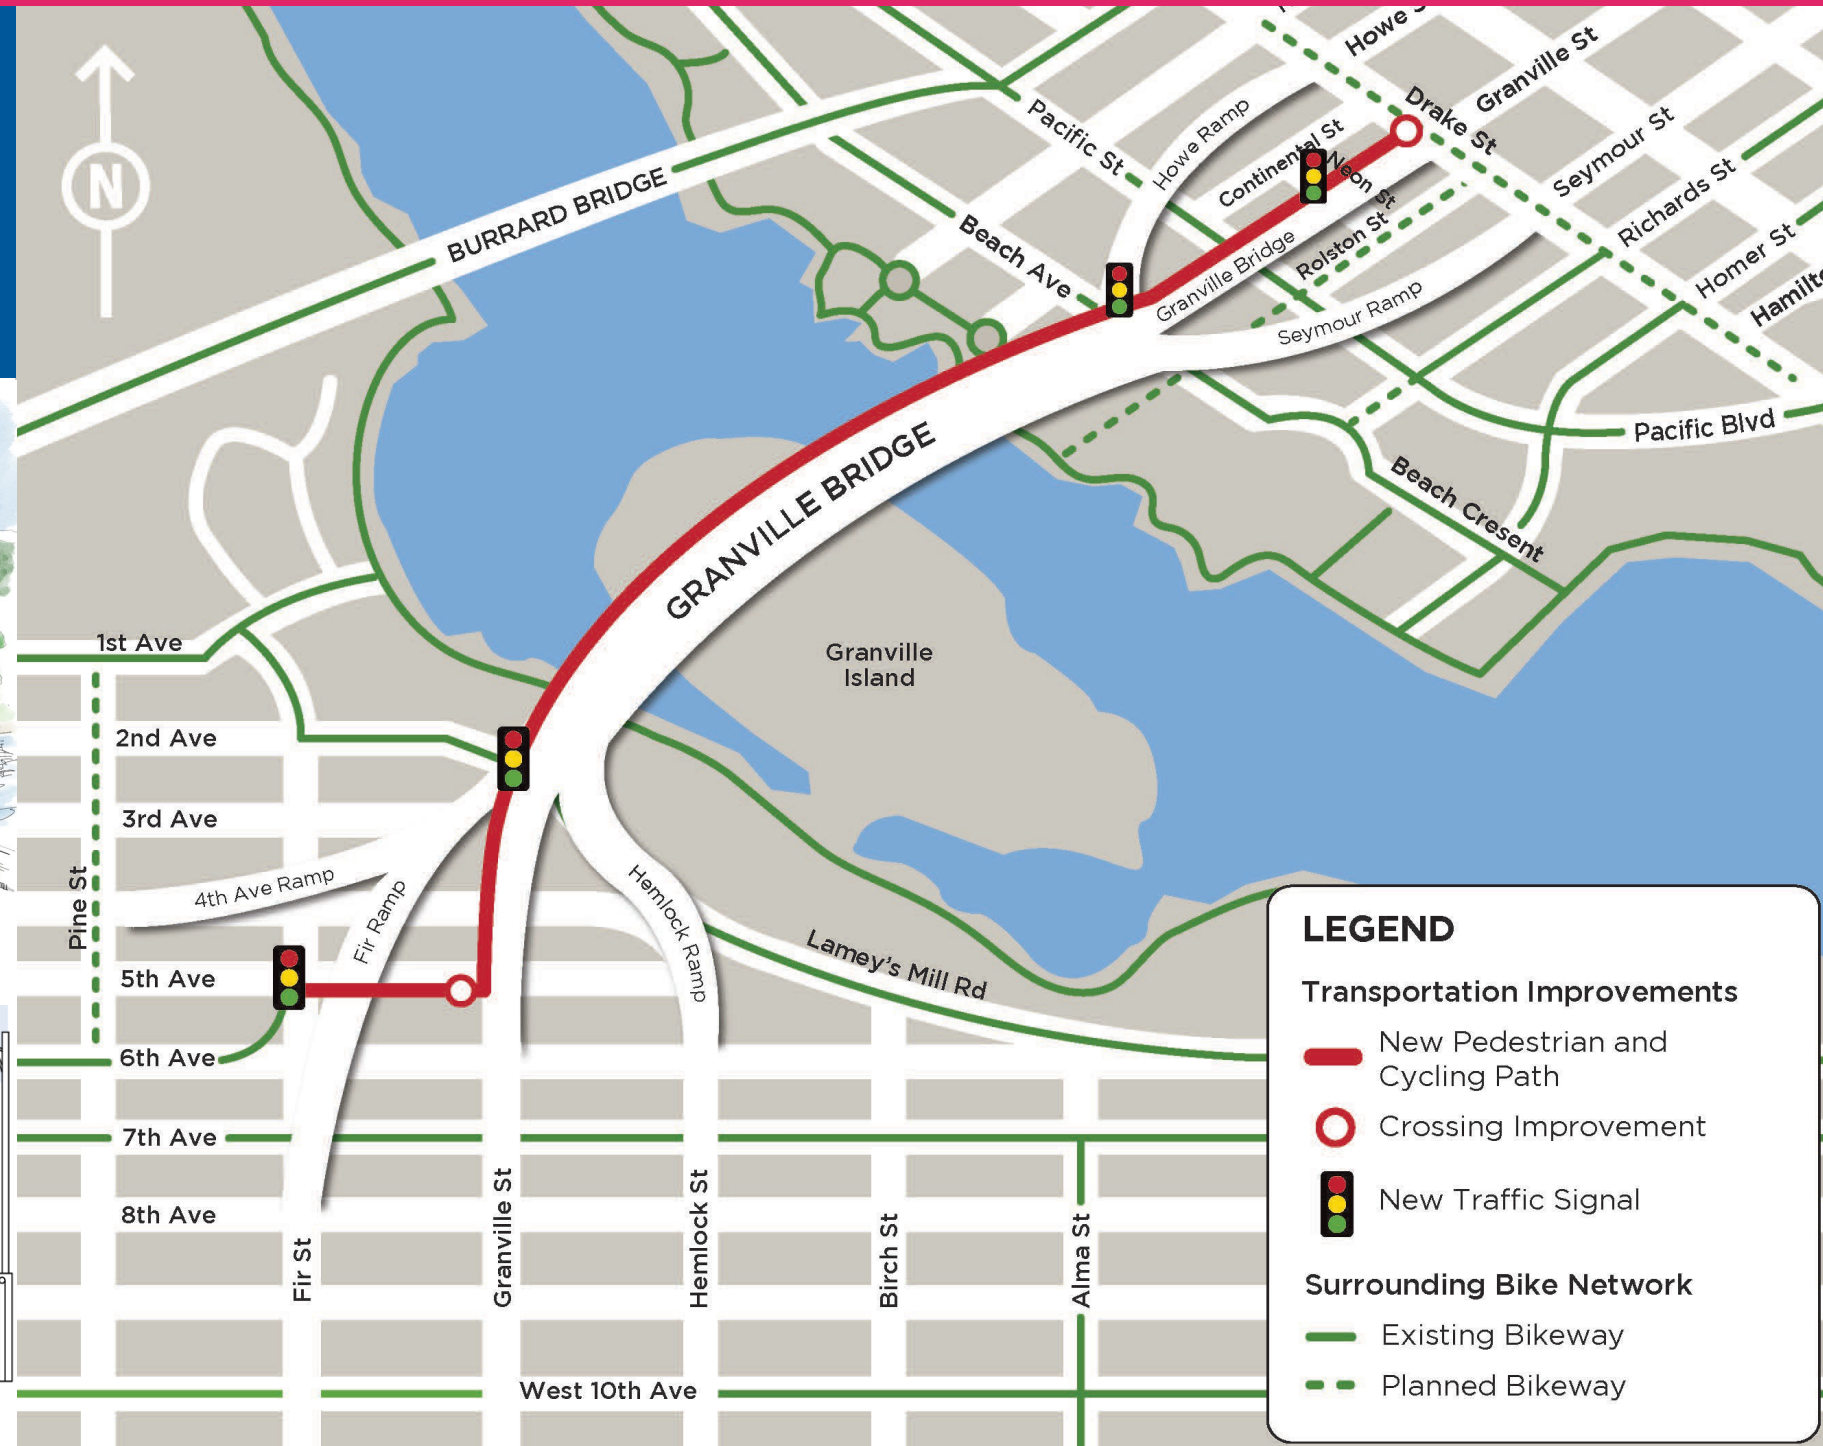 Howe S
Granville St
Drake St
Seymour St
Richards St
Homer St
Hamilt
Pacific St
Howe Ramp
Continental St
Neon St
Rolston St
Granville Bridge
Seymour Ramp
Beach Ave
N
BURRARD BRIDGE
GRANVILLE BRIDGE
Pacific Blvd
Beach Cresent
Granville
Island
1st Ave
2nd Ave
3rd Ave
4th Ave Ramp
Fir Ramp
Hemlock Ramp
Pine St
5th Ave
6th Ave
7th Ave
8th Ave
Lamey's Mill Rd
Fir St
Granville St
Hemlock St
Birch St
Alma St
West 10th Ave
LEGEND
Transportation Improvements
New Pedestrian and
Cycling Path
Crossing Improvement
New Traffic Signal
Surrounding Bike Network
Existing Bikeway
Planned Bikeway